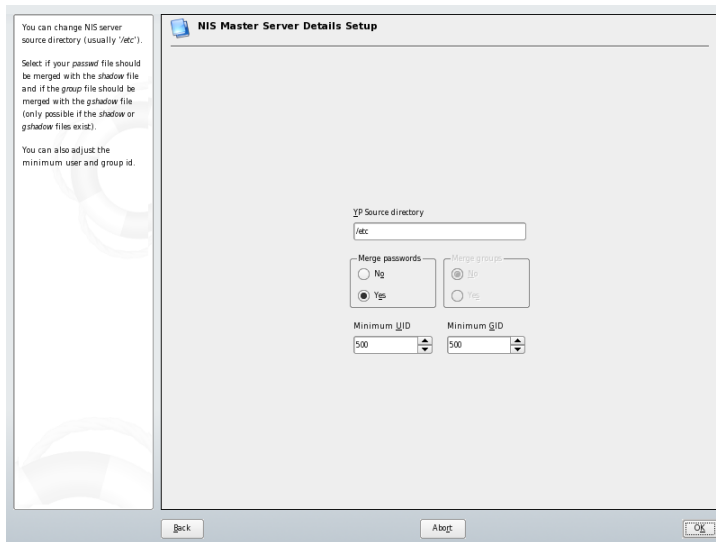 You can change NIS server
source directory (usually '/etc').
Select if your passwd file should
be merged with the shadow file
and if the group file should be
merged with the gshadow file
(only possible if the shadow or
gshadow files exist).
You can also adjust the
minimum user and group id.
NIS Master Server Details Setup
YP Source directory
/etc
Merge passwords
No
Yes
Merge groups
No
Yes
Minimum UID
500
Minimum GID
500
Back
Abort
OK